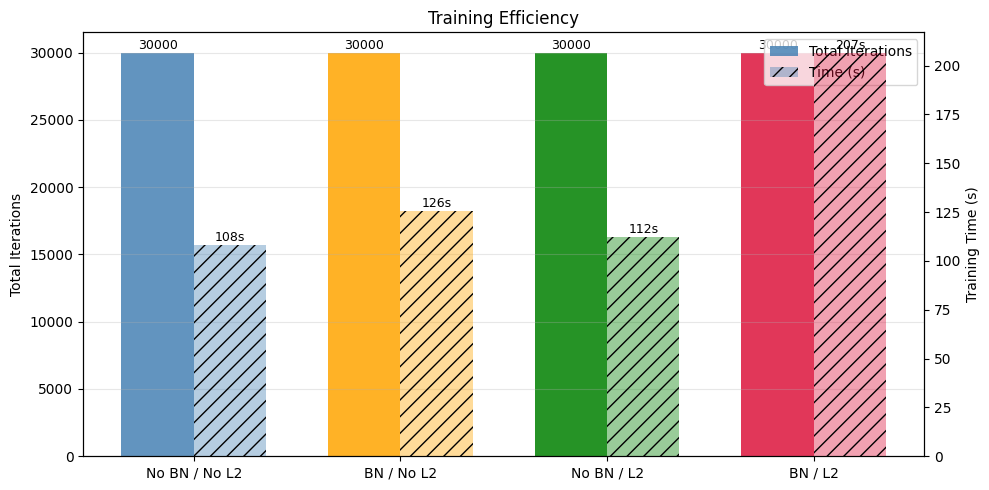 Training Efficiency
30000
30000
30000
30000
207s
108s
126s
112s
Total Iterations
Time (s)
Total Iterations
30000
25000
20000
15000
10000
5000
0
Training Time (s)
200
175
150
125
100
75
50
25
0
No BN / No L2
BN / No L2
No BN / L2
BN / L2